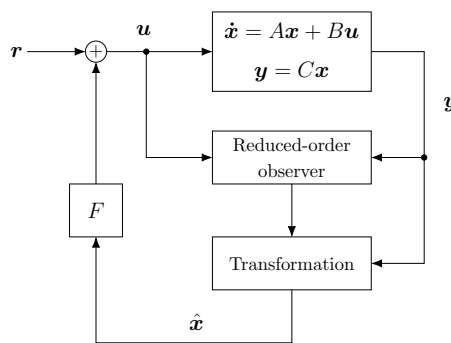 r
+
u
ẋ = Ax + Bu
y = Cx
y
Reduced-order
observer
F
Transformation
x̂